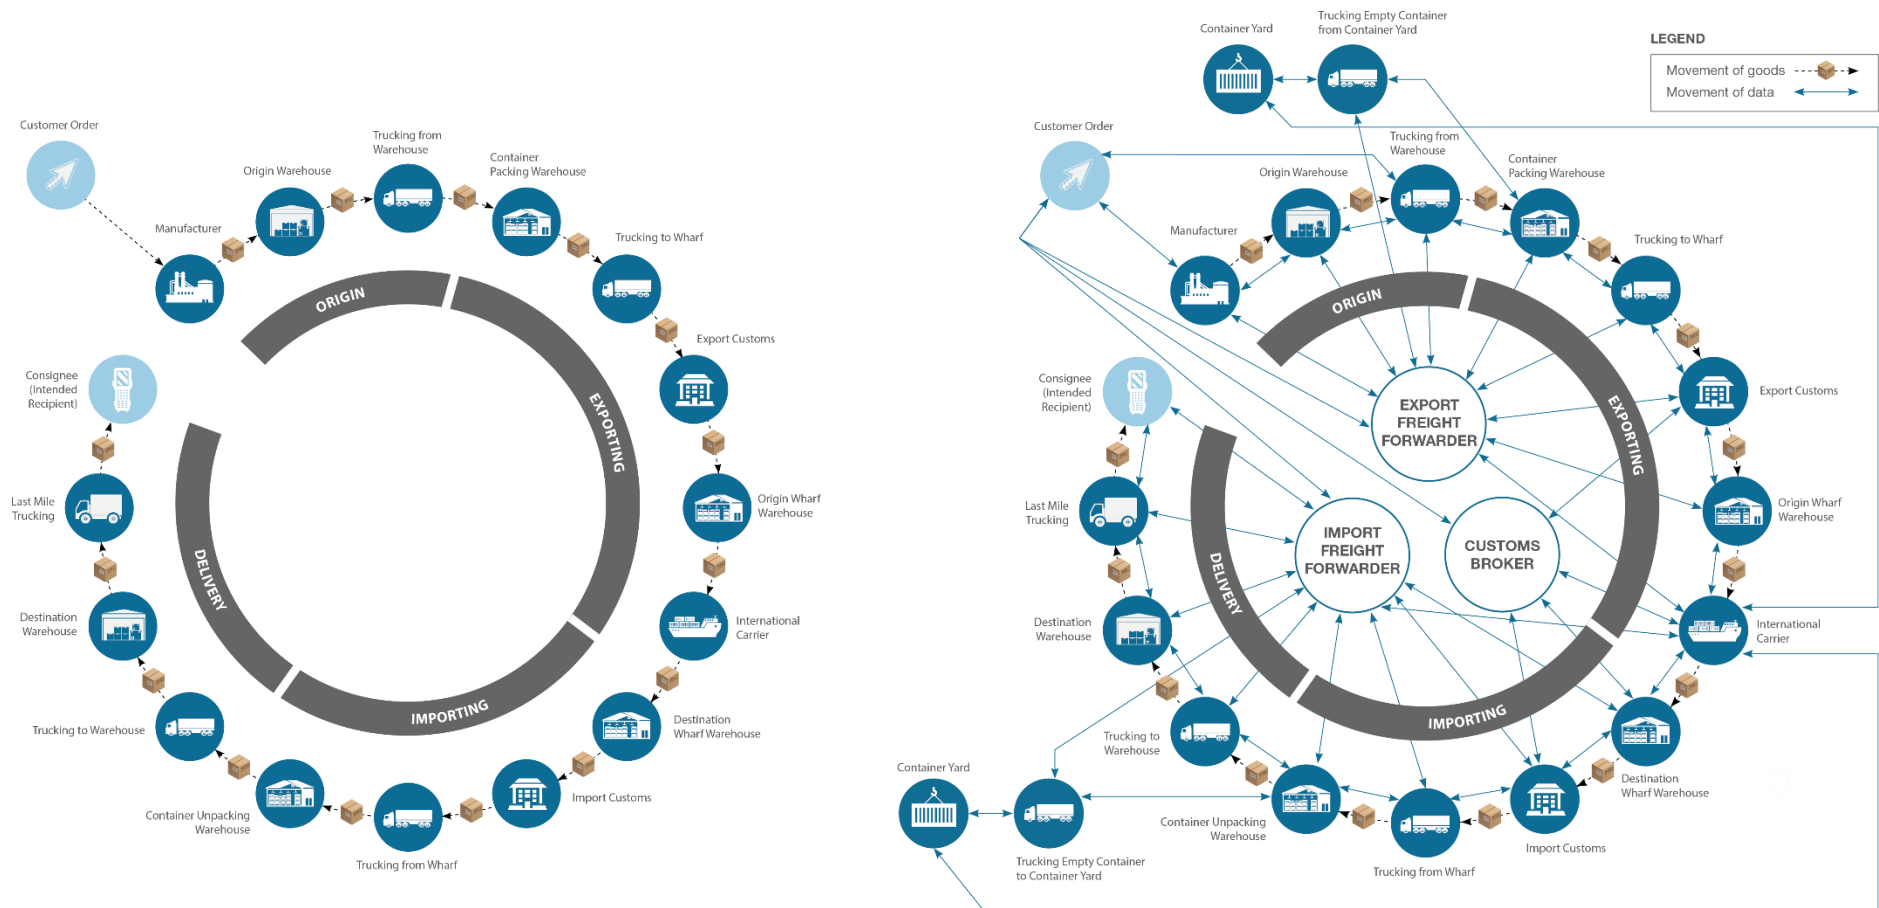 Customer Order
Manufacturer
Origin Warehouse
Trucking from
Warehouse
Container
Packing Warehouse
Trucking to Wharf
Export Customs
Origin Wharf
Warehouse
International
Carrier
Destination
Wharf Warehouse
Import Customs
Trucking from Wharf
Container Unpacking
Warehouse
Trucking to Warehouse
Destination
Warehouse
Last Mile
Trucking
Consignee
(Intended
Recipient)
ORIGIN
EXPORTING
IMPORTING
DELIVERY
Container Yard
Trucking Empty Container
from Container Yard
LEGEND
Movement of goods
Movement of data
Customer Order
Manufacturer
Origin Warehouse
Trucking from
Warehouse
Container
Packing Warehouse
Trucking to Wharf
Export Customs
Origin Wharf
Warehouse
International
Carrier
Destination
Wharf Warehouse
Import Customs
Trucking from Wharf
Container Unpacking
Warehouse
Trucking to
Warehouse
Destination
Warehouse
Last Mile
Trucking
Consignee
(Intended
Recipient)
ORIGIN
EXPORTING
IMPORTING
DELIVERY
EXPORT
FREIGHT
FORWARDER
IMPORT
FREIGHT
FORWARDER
CUSTOMS
BROKER
Container Yard
Trucking Empty Container
to Container Yard